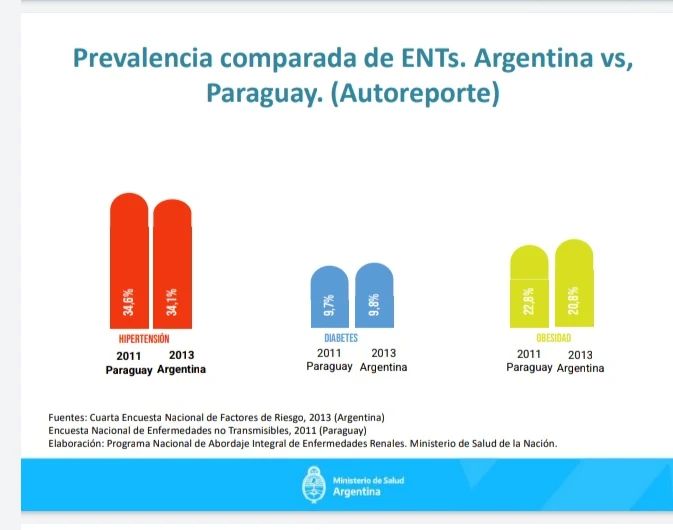 Prevalencia comparada de ENTs. Argentina vs,
Paraguay. (Autoreporte)
34,6%
34,1%
9,7%
9,8%
22,8%
20,8%
HIPERTENSIÓN
DIABETES
OBESIDAD
2011 2013
Paraguay Argentina
2011 2013
Paraguay Argentina
2011 2013
Paraguay Argentina
Fuentes: Cuarta Encuesta Nacional de Factores de Riesgo, 2013 (Argentina)
Encuesta Nacional de Enfermedades no Transmisibles, 2011 (Paraguay)
Elaboración: Programa Nacional de Abordaje Integral de Enfermedades Renales. Ministerio de Salud de la Nación.
Ministerio de Salud
Argentina